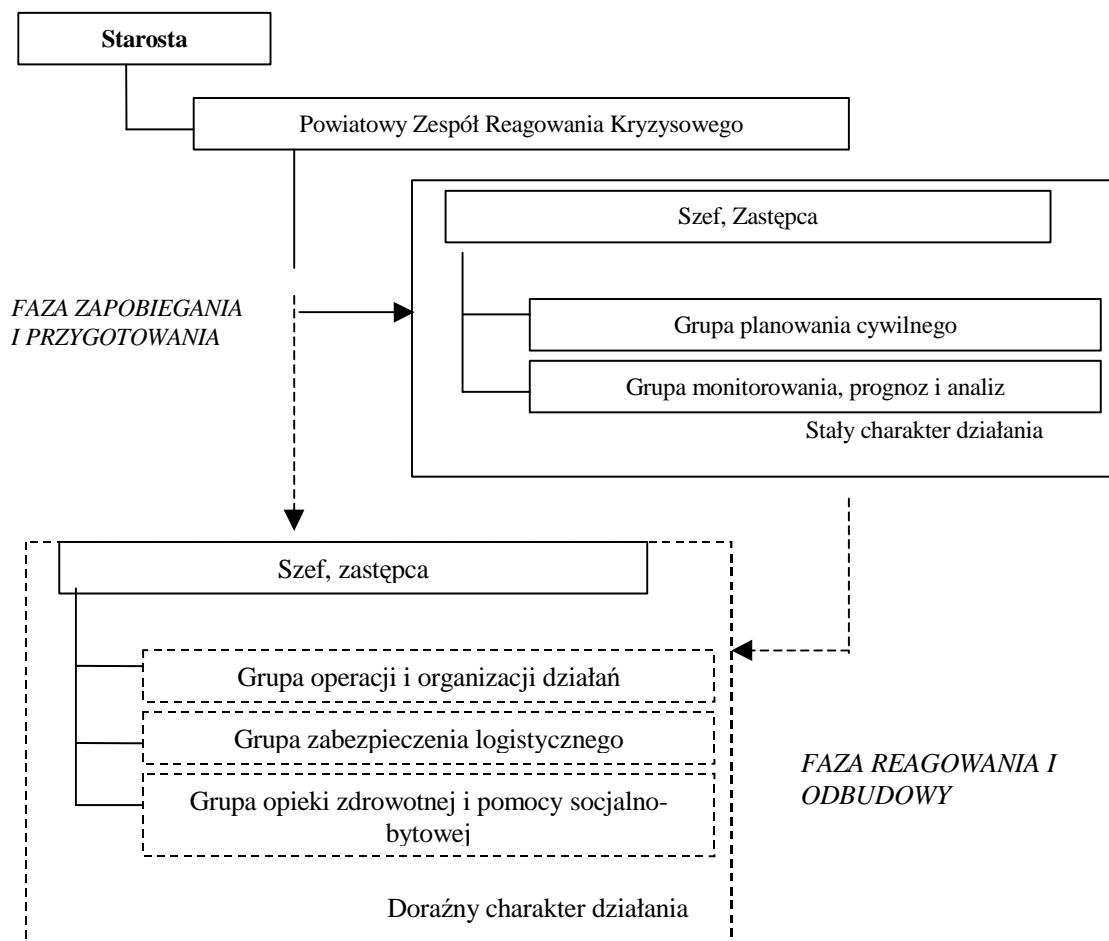 Starosta
Powiatowy Zespół Reagowania Kryzysowego
Szef, Zastępca
FAZA ZAPOBIEGANIA
I PRZYGOTOWANIA
Grupa planowania cywilnego
Grupa monitorowania, prognoz i analiz
Stały charakter działania
Szef, zastępca
Grupa operacji i organizacji działań
Grupa zabezpieczenia logistycznego
Grupa opieki zdrowotnej i pomocy socjalno-
bytowej
FAZA REAGOWANIA I
ODBUDOWY
Doraźny charakter działania